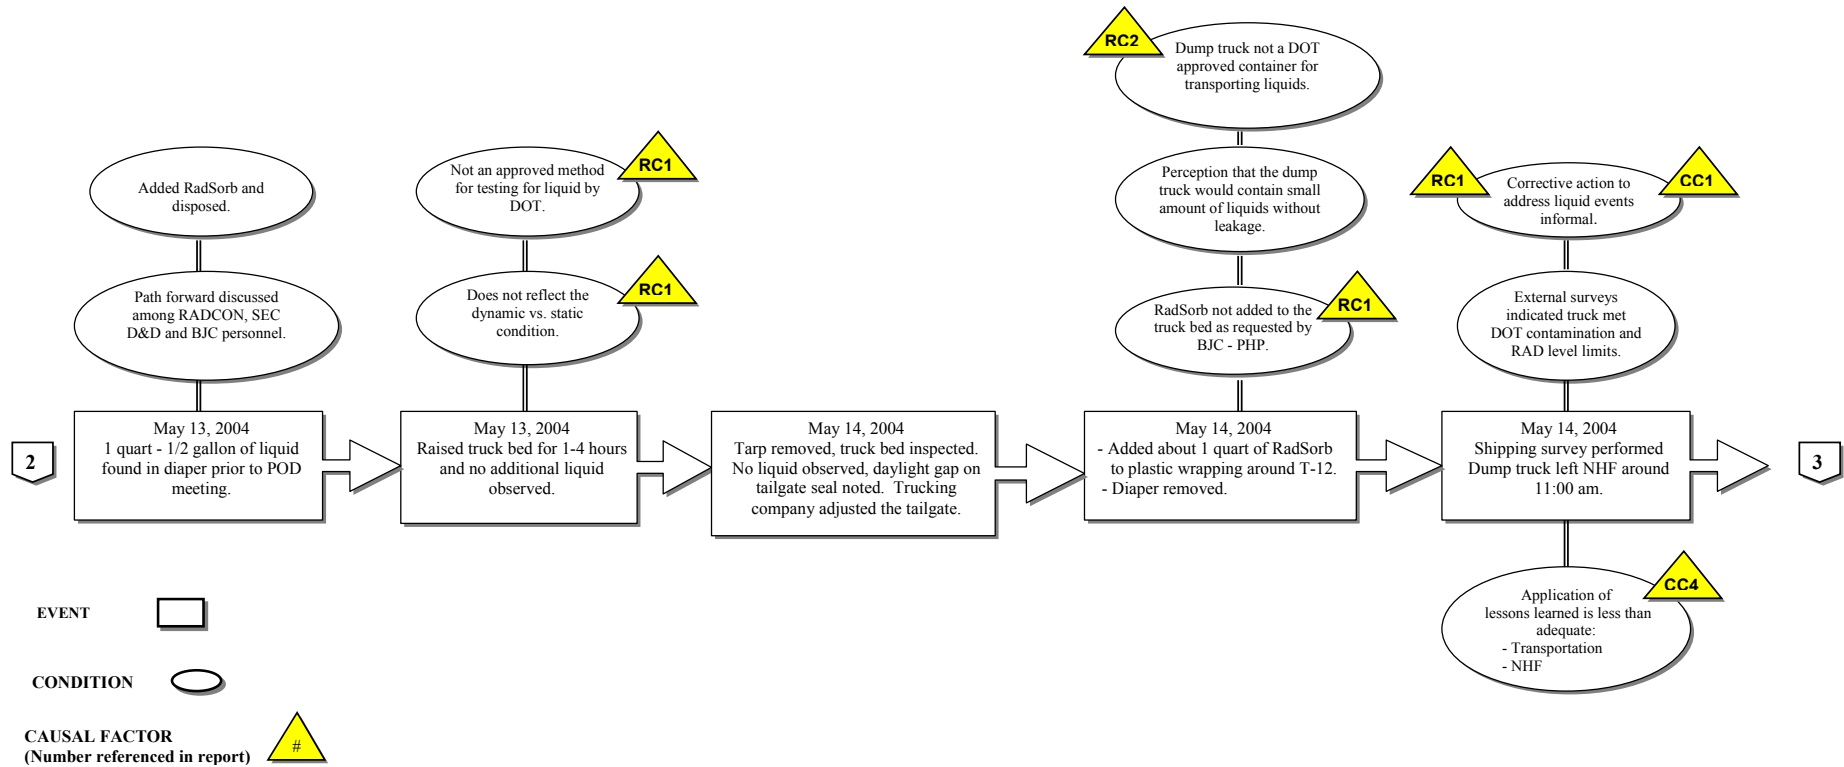 RC2
Dump truck not a DOT
approved container for
transporting liquids.
Added RadSorb and
disposed.
Not an approved method
for testing for liquid by
DOT.
RC1
Perception that the dump
truck would contain small
amount of liquids without
leakage.
RC1
Corrective action to
address liquid events
informal.
CC1
Path forward discussed
among RADCON, SEC
D&D and BJC personnel.
Does not reflect the
dynamic vs. static
condition.
RC1
RadSorb not added to the
truck bed as requested by
BJC - PHP.
RC1
External surveys
indicated truck met
DOT contamination and
RAD level limits.
2
May 13, 2004
1 quart - 1/2 gallon of liquid
found in diaper prior to POD
meeting.
May 13, 2004
Raised truck bed for 1-4 hours
and no additional liquid
observed.
May 14, 2004
Tarp removed, truck bed inspected.
No liquid observed, daylight gap on
tailgate seal noted.  Trucking
company adjusted the tailgate.
May 14, 2004
- Added about 1 quart of RadSorb
to plastic wrapping around T-12.
- Diaper removed.
May 14, 2004
Shipping survey performed
Dump truck left NHF around
11:00 am.
3
Application of
lessons learned is less than
adequate:
- Transportation
- NHF
CC4
EVENT
CONDITION
CAUSAL FACTOR
(Number referenced in report)
#